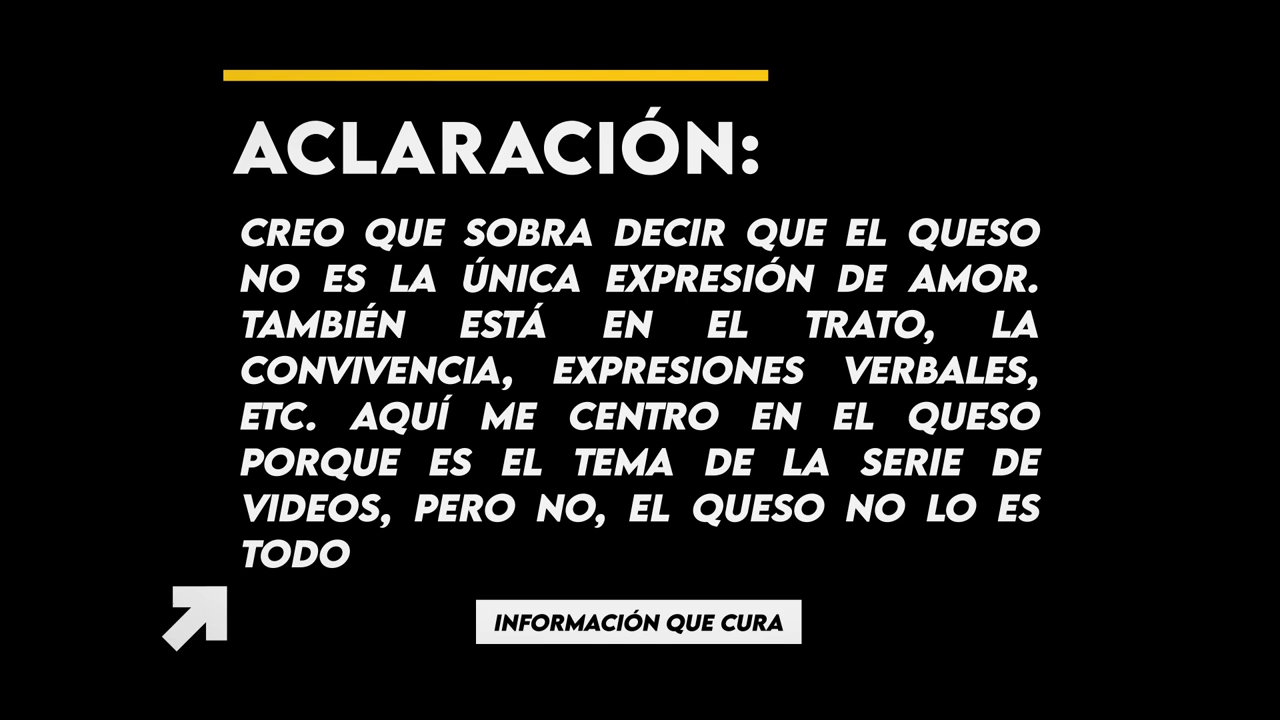 ACLARACIÓN:
CREO QUE SOBRA DECIR QUE EL QUESO
NO ES LA ÚNICA EXPRESIÓN DE AMOR.
TAMBIÉN ESTÁ EN EL TRATO, LA
CONVIVENCIA, EXPRESIONES VERBALES,
ETC. AQUÍ ME CENTRO EN EL QUESO
PORQUE ES EL TEMA DE LA SERIE DE
VIDEOS, PERO NO, EL QUESO NO LO ES
TODO
INFORMACIÓN QUE CURA